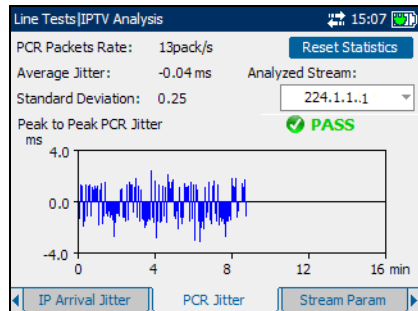 Line Tests|IPTV Analysis 15:07
PCR Packets Rate: 13pack/s Reset Statistics
Average Jitter: -0.04 ms Analyzed Stream:
Standard Deviation: 0.25 224.1.1..1
Peak to Peak PCR Jitter PASS
ms
4.0
0.0
-4.0
0 4 8 12 16 min
IP Arrival Jitter PCR Jitter Stream Param